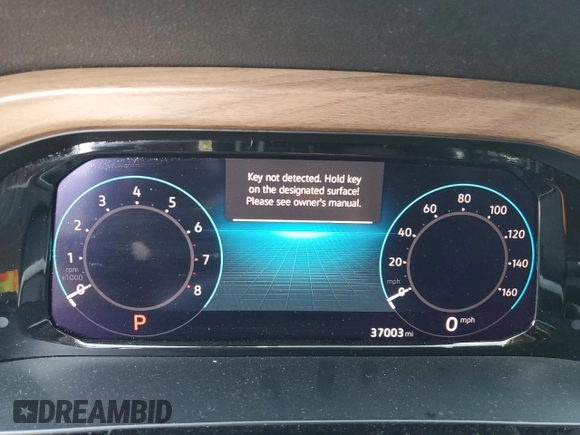 Key not detected. Hold key
on the designated surface!
Please see owner's manual.
0 1 2 3 4 5 6 7 8
rpm
x1000
P
0 20 40 60 80 100 120 140 160
mph
0 mph
37003 mi
DREAMBID